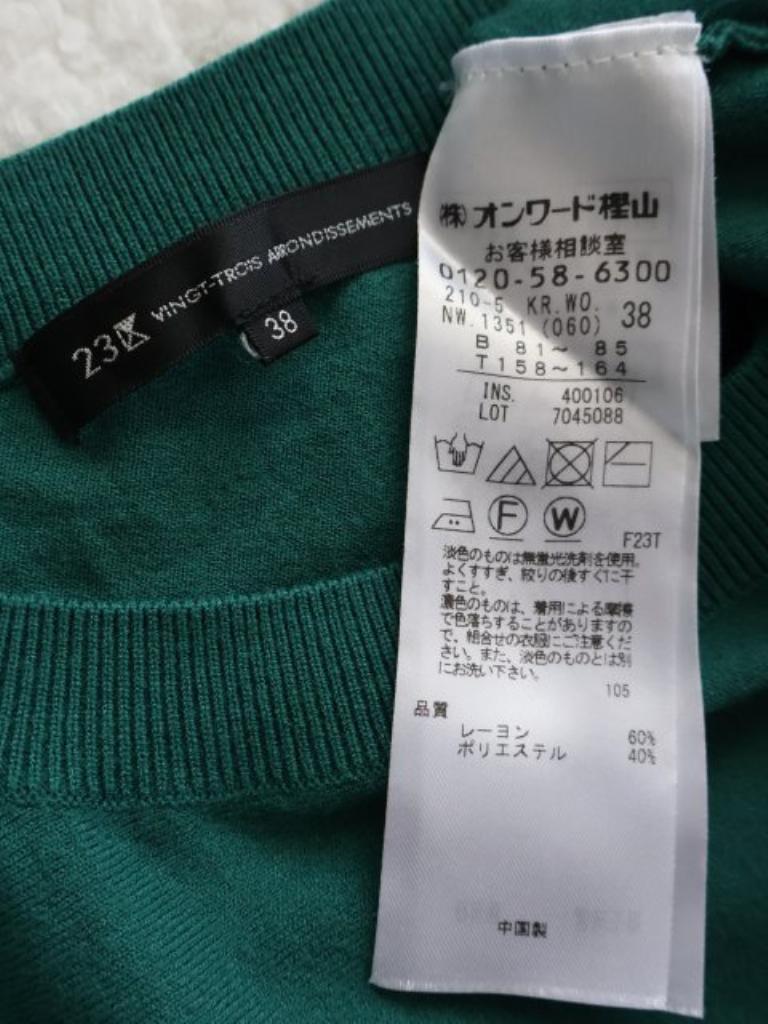 23区 VINGT-TROIS ARRONDISSEMENTS
38
(株)オンワード樫山
お客様相談室
0120-58-6300
210-5 KR.WO.
NW.1351 (060) 38
B 81～ 85
T 158～164
INS. 400106
LOT 7045088
F
W
F23T
淡色のものは無蛍光洗剤を使用。
よくすすぎ、絞りの後すぐに干
すこと。
濃色のものは、着用による摩擦
で色落ちすることがありますの
で、組合せの衣服にご注意くだ
さい。また、淡色のものとは別
にお洗い下さい。
105
品質
レーヨン 60%
ポリエステル 40%
中国製